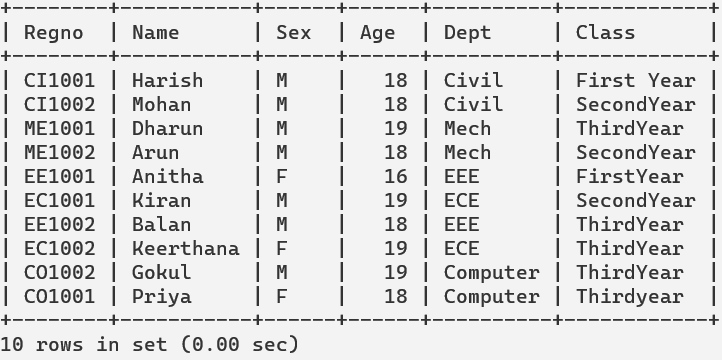 +--------+-----------+------+------+----------+------------+
| Regno  | Name      | Sex  | Age  | Dept     | Class      |
+--------+-----------+------+------+----------+------------+
| CI1001 | Harish    | M    |   18 | Civil    | First Year |
| CI1002 | Mohan     | M    |   18 | Civil    | SecondYear |
| ME1001 | Dharun    | M    |   19 | Mech     | ThirdYear  |
| ME1002 | Arun      | M    |   18 | Mech     | SecondYear |
| EE1001 | Anitha    | F    |   16 | EEE      | FirstYear  |
| EC1001 | Kiran     | M    |   19 | ECE      | SecondYear |
| EE1002 | Balan     | M    |   18 | EEE      | ThirdYear  |
| EC1002 | Keerthana | F    |   19 | ECE      | ThirdYear  |
| CO1002 | Gokul     | M    |   19 | Computer | ThirdYear  |
| CO1001 | Priya     | F    |   18 | Computer | Thirdyear  |
+--------+-----------+------+------+----------+------------+
10 rows in set (0.00 sec)